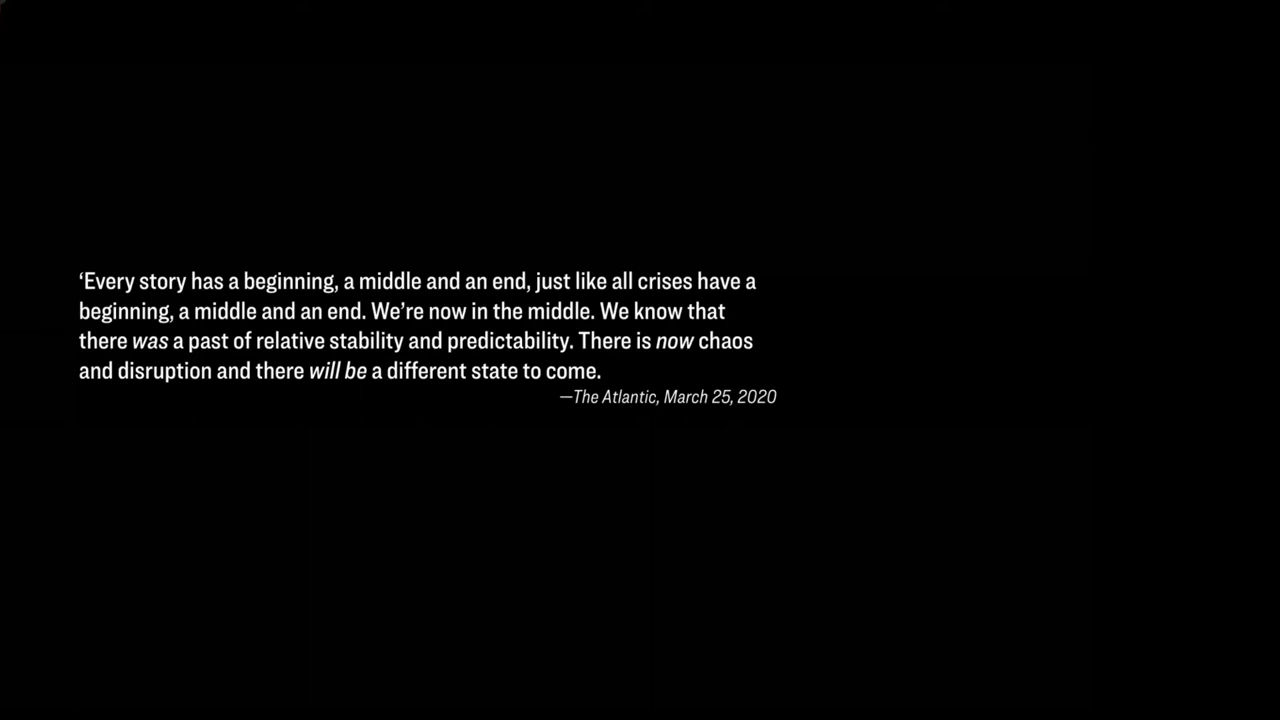 ‘Every story has a beginning, a middle and an end, just like all crises have a
beginning, a middle and an end. We’re now in the middle. We know that
there was a past of relative stability and predictability. There is now chaos
and disruption and there will be a different state to come.
—The Atlantic, March 25, 2020